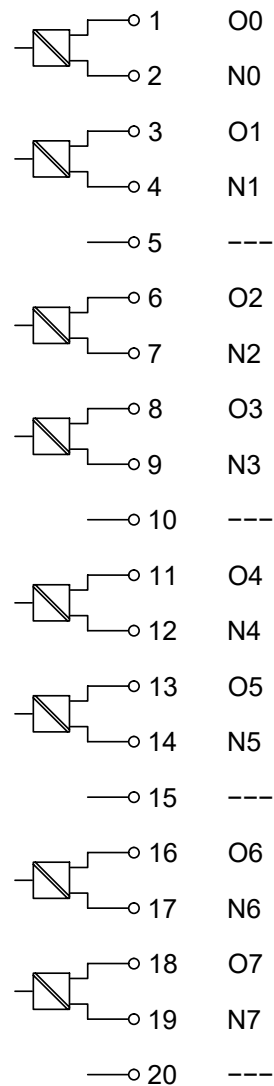 1 O0
2 N0
3 O1
4 N1
5 ---
6 O2
7 N2
8 O3
9 N3
10 ---
11 O4
12 N4
13 O5
14 N5
15 ---
16 O6
17 N6
18 O7
19 N7
20 ---